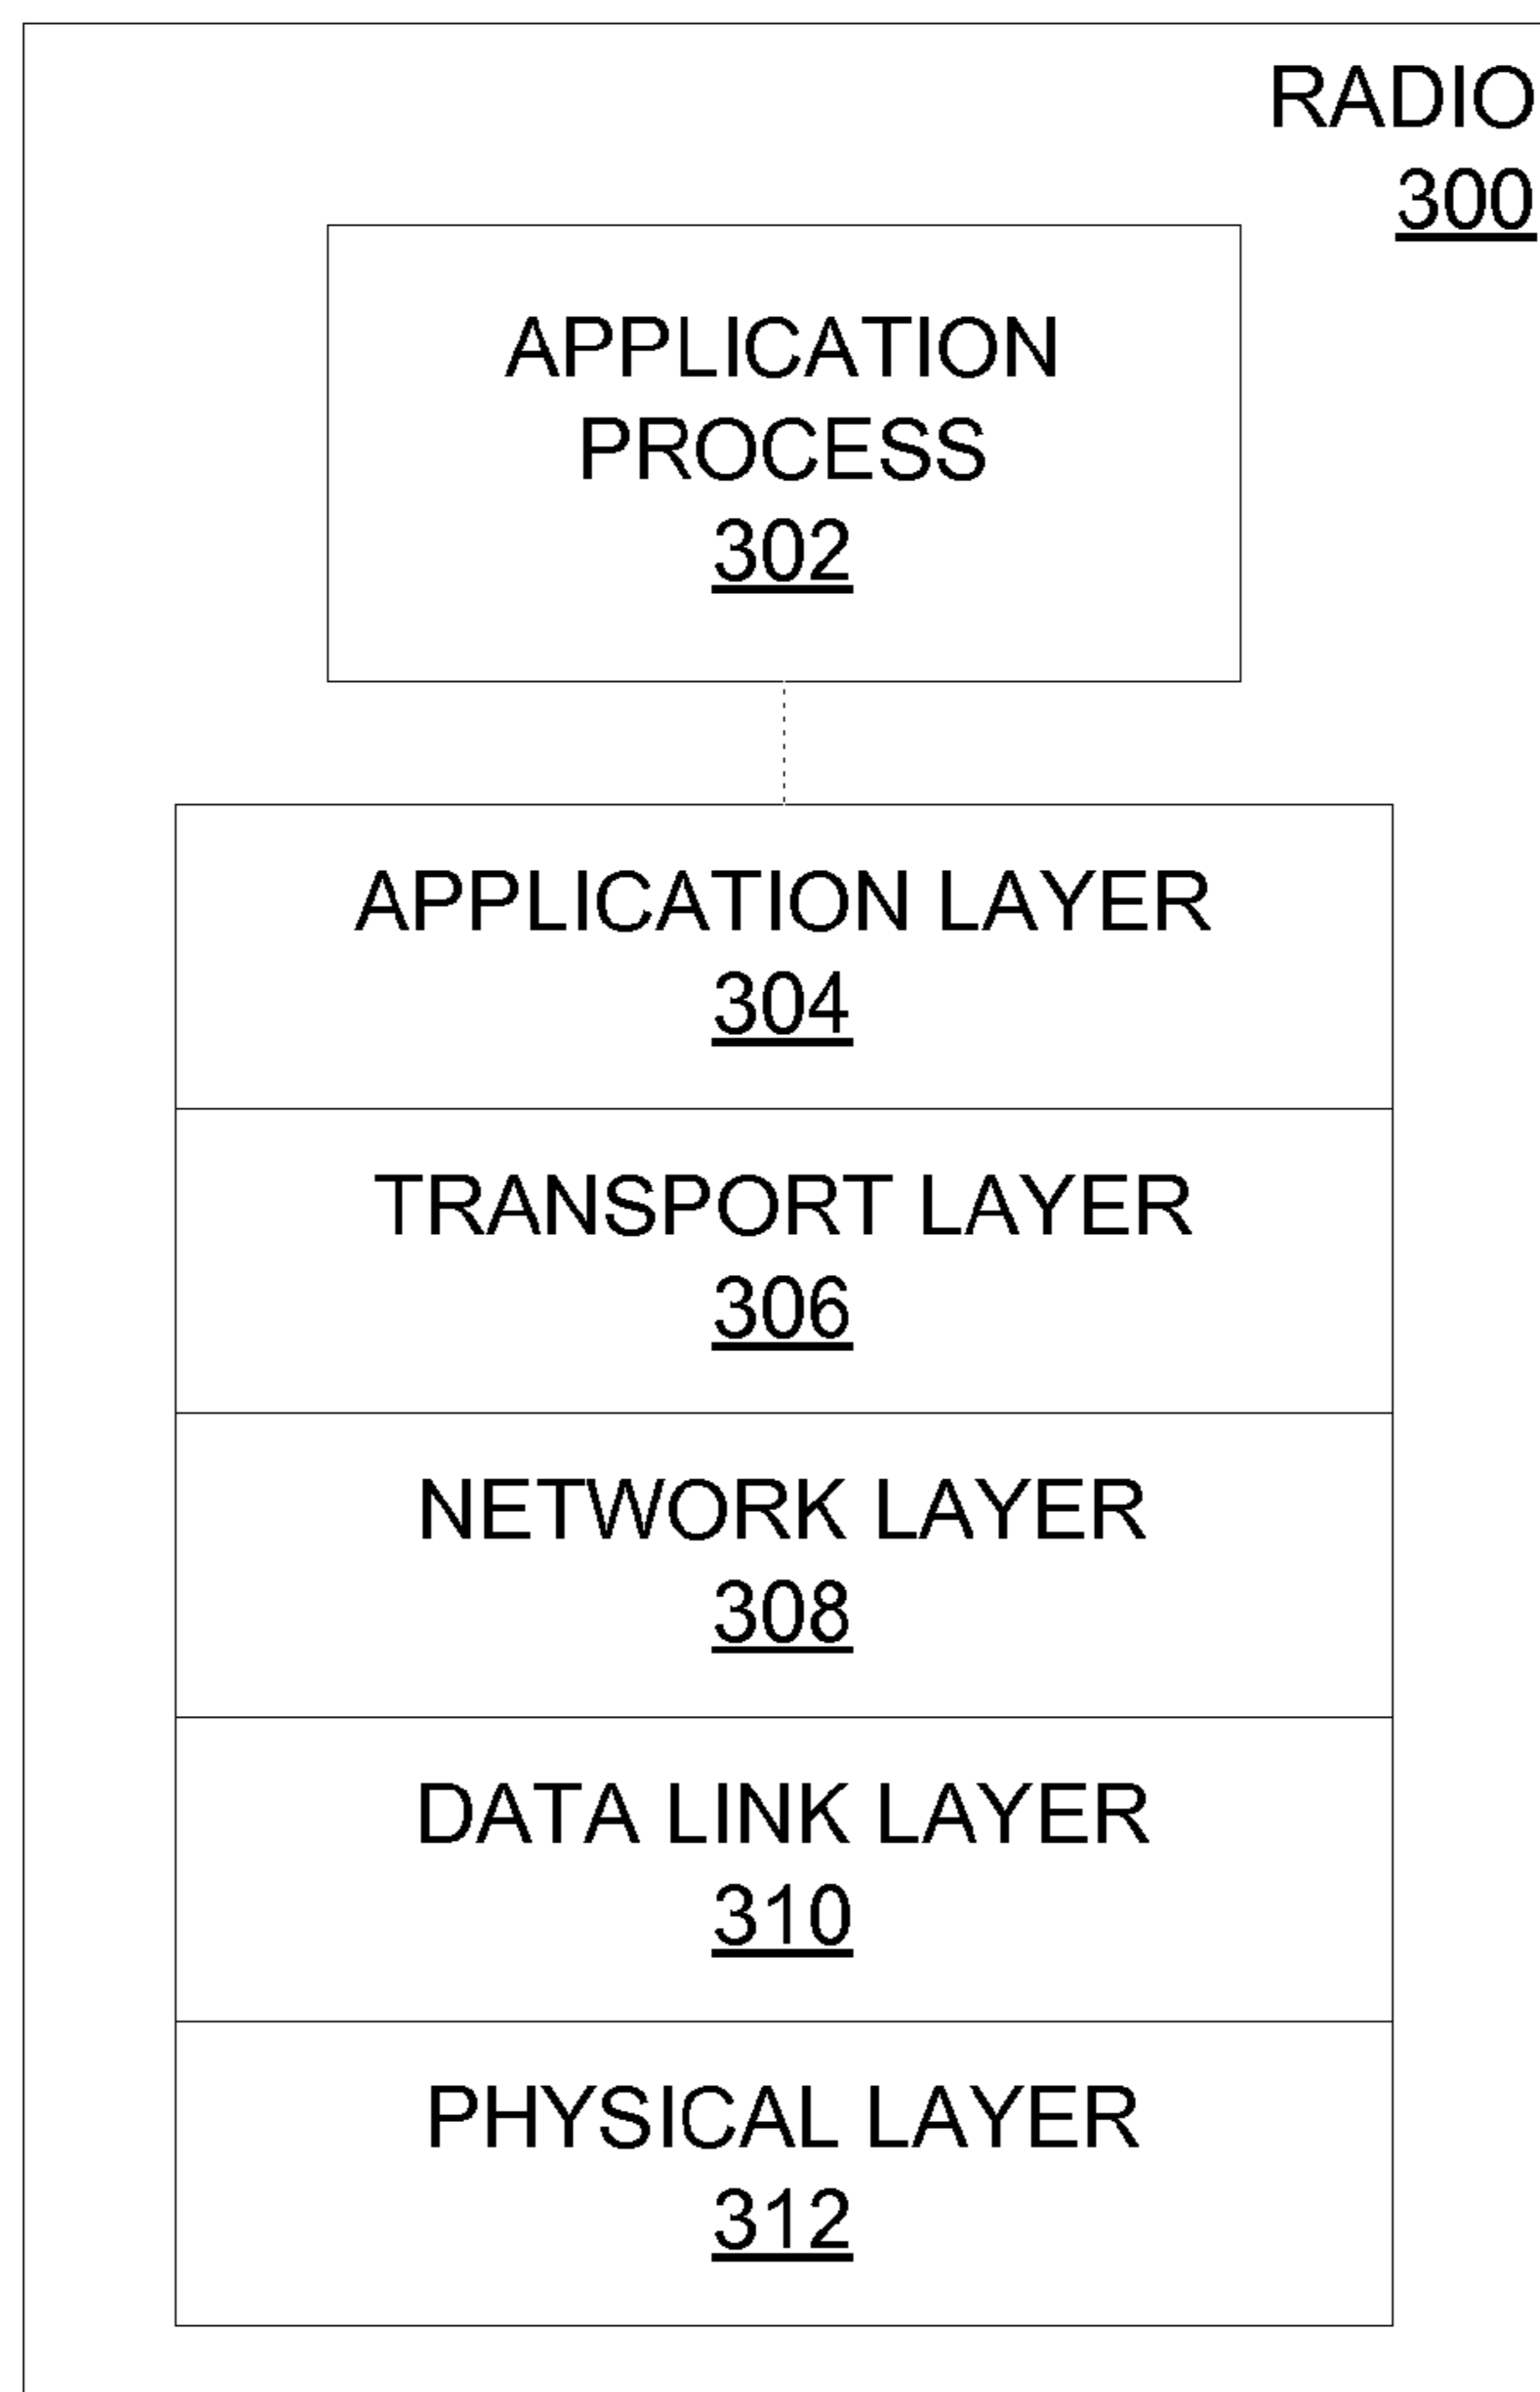 RADIO
300
APPLICATION
PROCESS
302
APPLICATION LAYER
304
TRANSPORT LAYER
306
NETWORK LAYER
308
DATA LINK LAYER
310
PHYSICAL LAYER
312